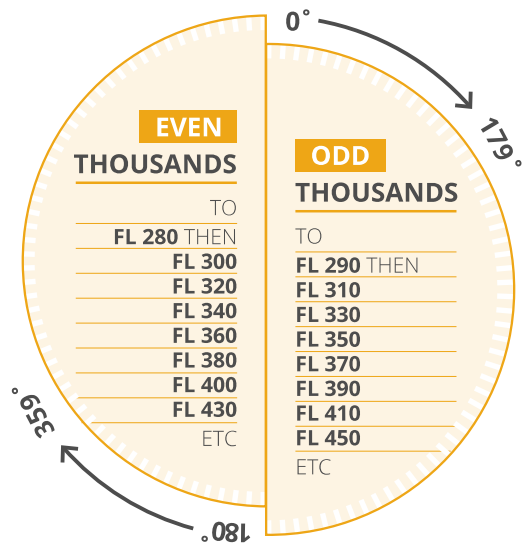 0°
179°
EVEN
THOUSANDS
TO
FL 280 THEN
FL 300
FL 320
FL 340
FL 360
FL 380
FL 400
FL 430
ETC
ODD
THOUSANDS
TO
FL 290 THEN
FL 310
FL 330
FL 350
FL 370
FL 390
FL 410
FL 450
ETC
359°
180°